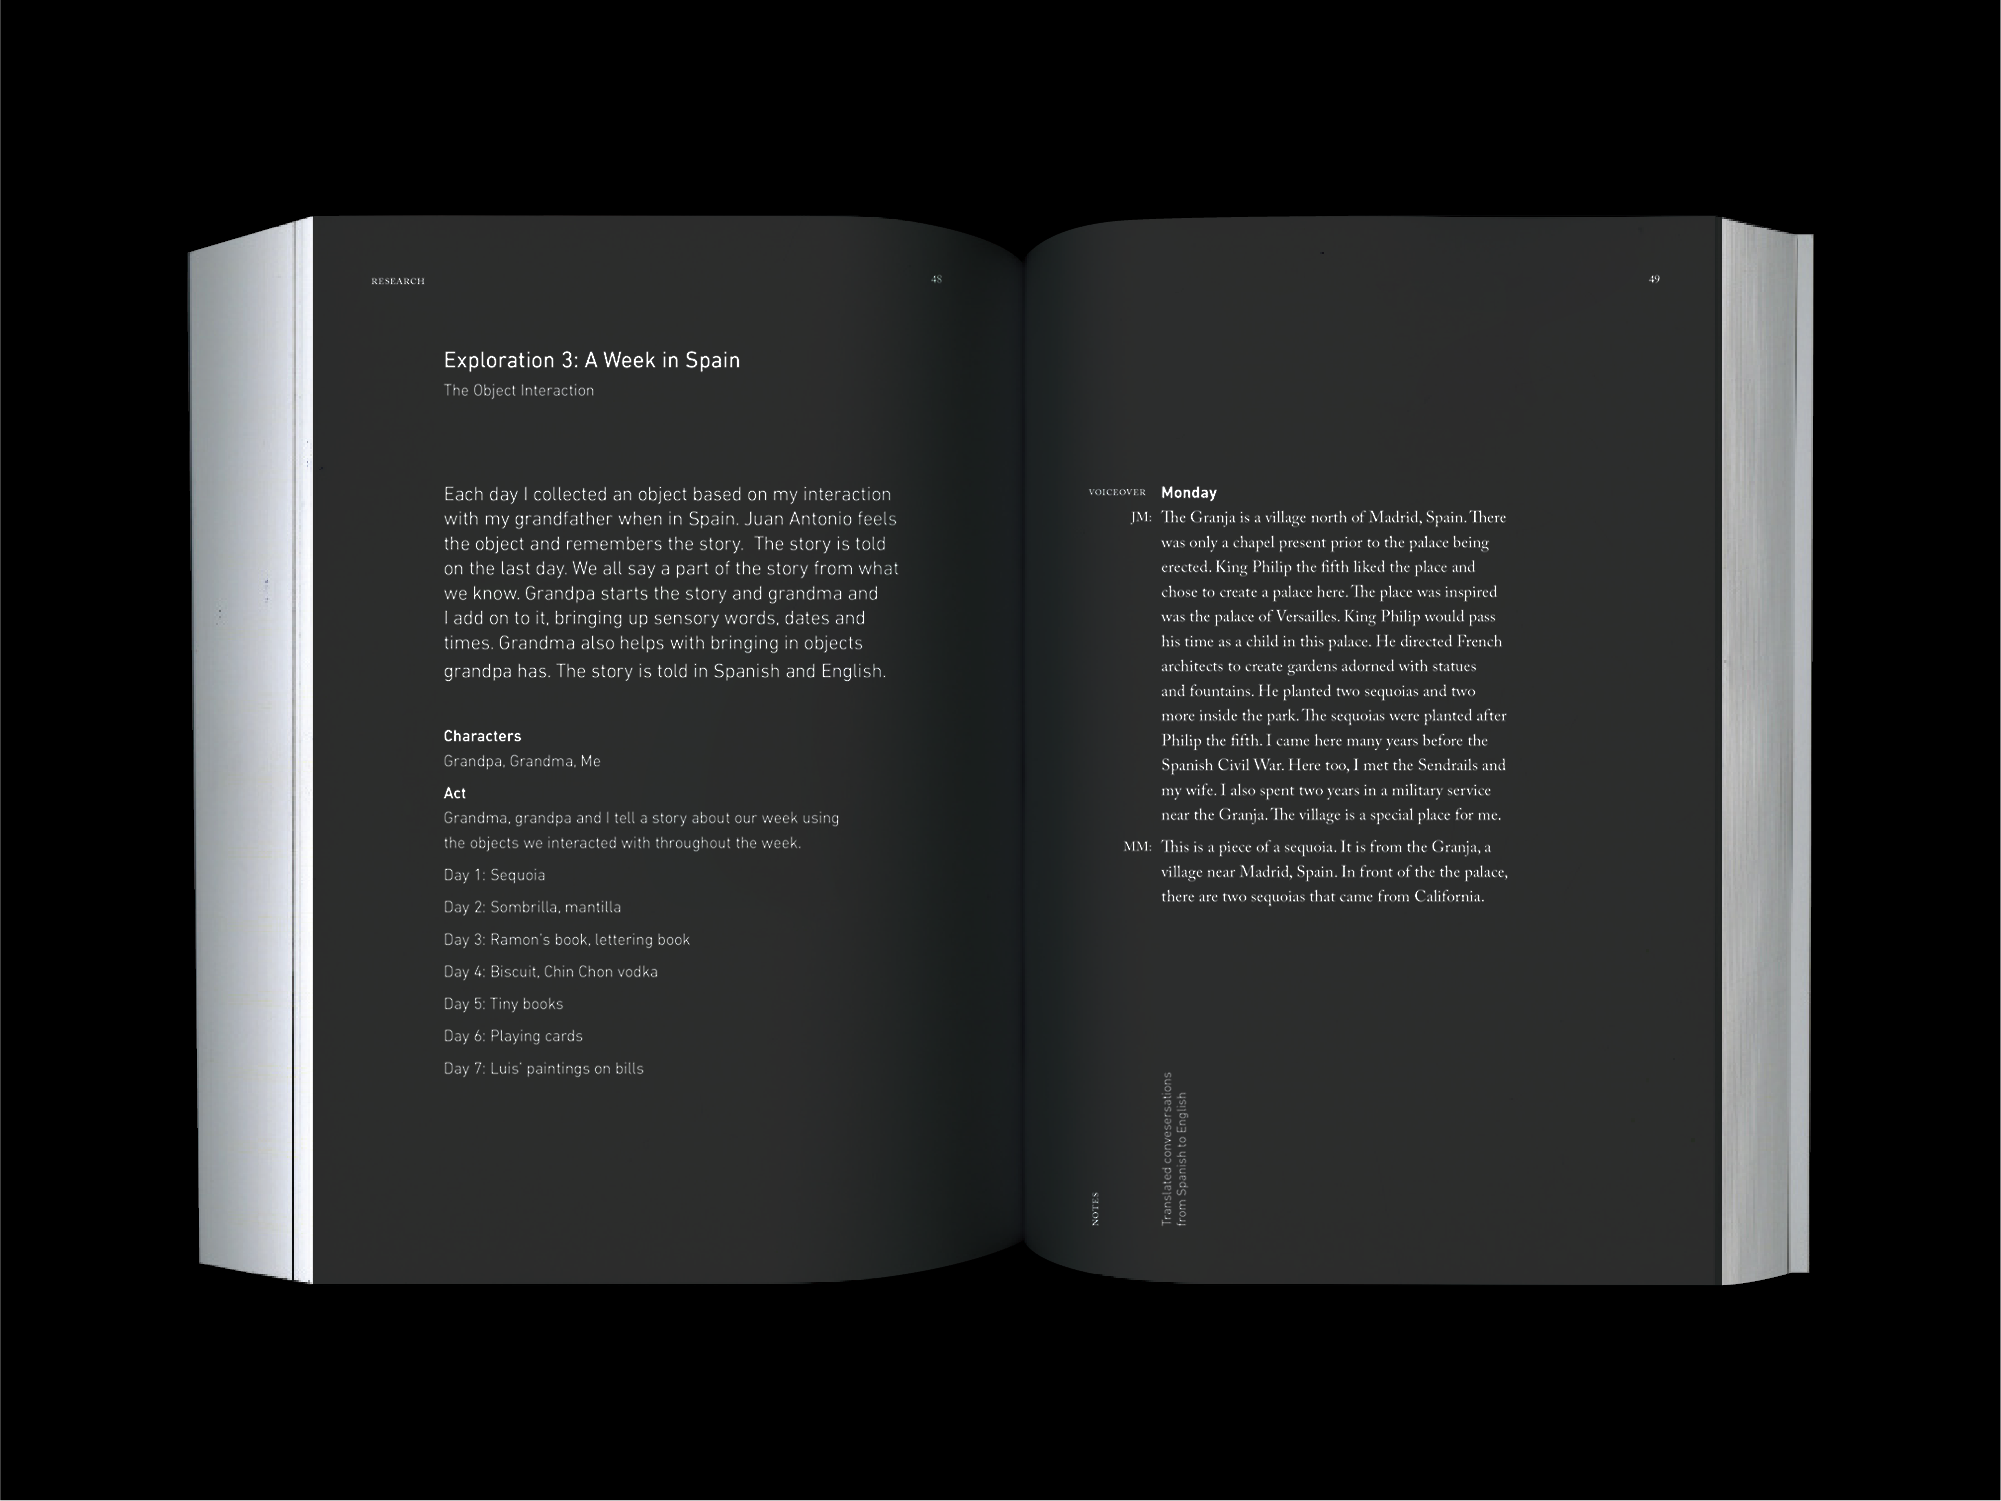 RESEARCH
48
Exploration 3: A Week in Spain
The Object Interaction
Each day I collected an object based on my interaction
with my grandfather when in Spain. Juan Antonio feels
the object and remembers the story.  The story is told
on the last day. We all say a part of the story from what
we know. Grandpa starts the story and grandma and
I add on to it, bringing up sensory words, dates and
times. Grandma also helps with bringing in objects
grandpa has. The story is told in Spanish and English.
Characters
Grandpa, Grandma, Me
Act
Grandma, grandpa and I tell a story about our week using
the objects we interacted with throughout the week.
Day 1: Sequoia
Day 2: Sombrilla, mantilla
Day 3: Ramon's book, lettering book
Day 4: Biscuit, Chin Chon vodka
Day 5: Tiny books
Day 6: Playing cards
Day 7: Luis' paintings on bills
49
VOICEOVER Monday
JM: The Granja is a village north of Madrid, Spain. There
was only a chapel present prior to the palace being
erected. King Philip the fifth liked the place and
chose to create a palace here. The place was inspired
was the palace of Versailles. King Philip would pass
his time as a child in this palace. He directed French
architects to create gardens adorned with statues
and fountains. He planted two sequoias and two
more inside the park. The sequoias were planted after
Philip the fifth. I came here many years before the
Spanish Civil War. Here too, I met the Sendrails and
my wife. I also spent two years in a military service
near the Granja. The village is a special place for me.
MM: This is a piece of a sequoia. It is from the Granja, a
village near Madrid, Spain. In front of the the palace,
there are two sequoias that came from California.
NOTES
Translated convesersations
from Spanish to English